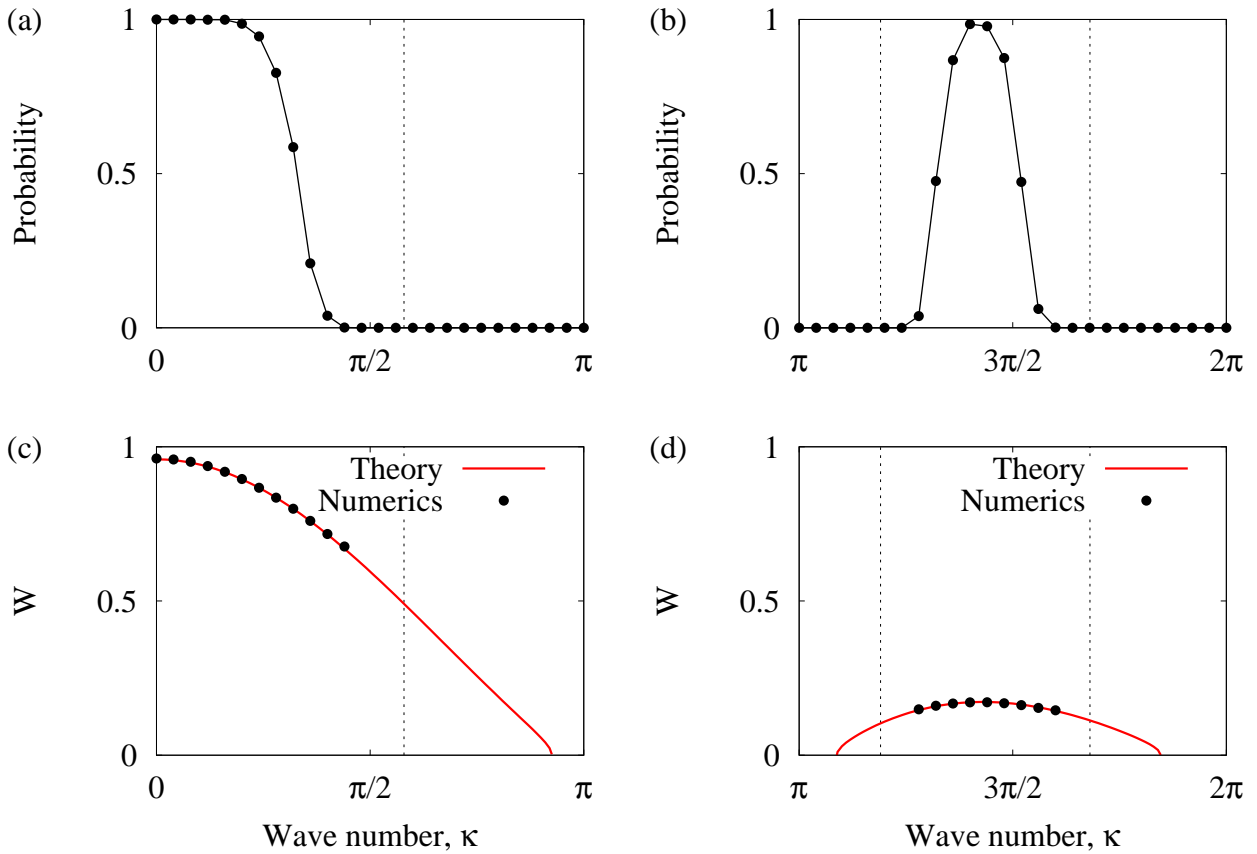 (a)
1
0.5
0
Probability
0
π/2
π
(b)
1
0.5
0
Probability
π
3π/2
2π
(c)
1
0.5
0
W
Theory
Numerics
0
π/2
π
Wave number, κ
(d)
1
0.5
0
W
Theory
Numerics
π
3π/2
2π
Wave number, κ